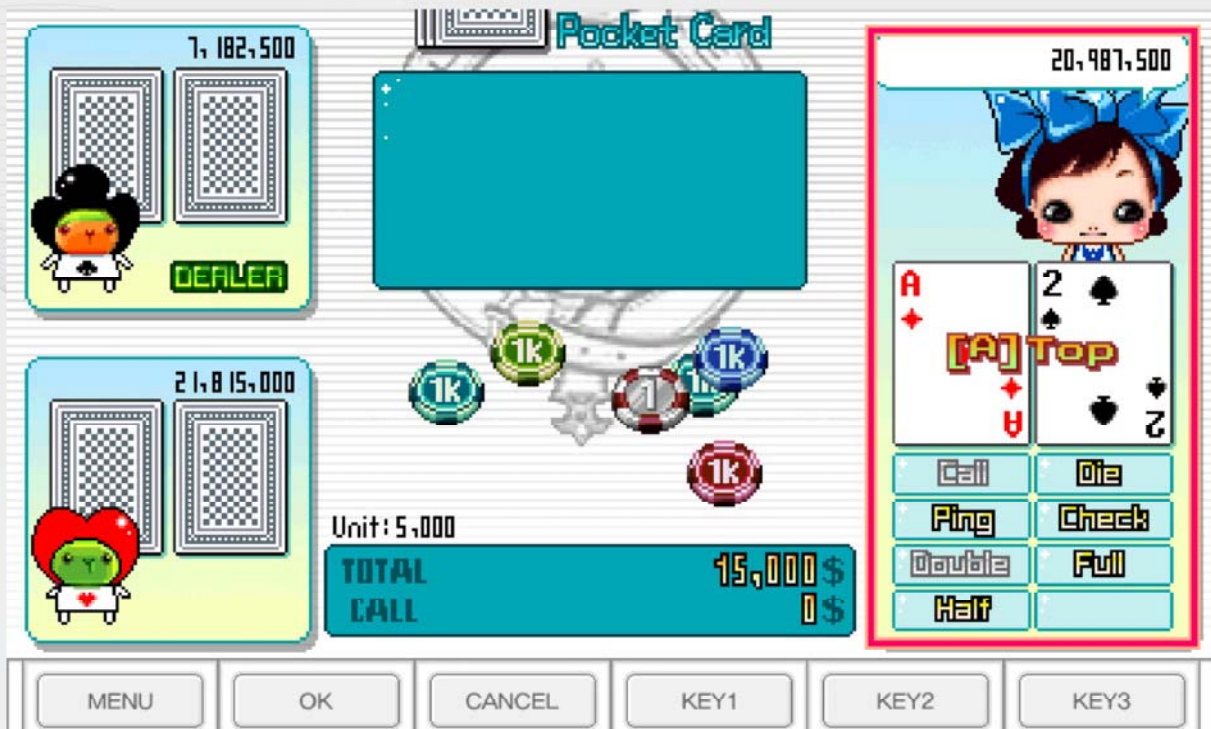 Pocket Card
7,182,500
DEALER
21,815,000
1K
1K
1
1K
1K
1K
Unit:5,000
TOTAL 15,000$
CALL 0$
20,987,500
A 2
[A] Top
A 2
Call Die
Ping Check
Double Full
Half
MENU OK CANCEL KEY1 KEY2 KEY3